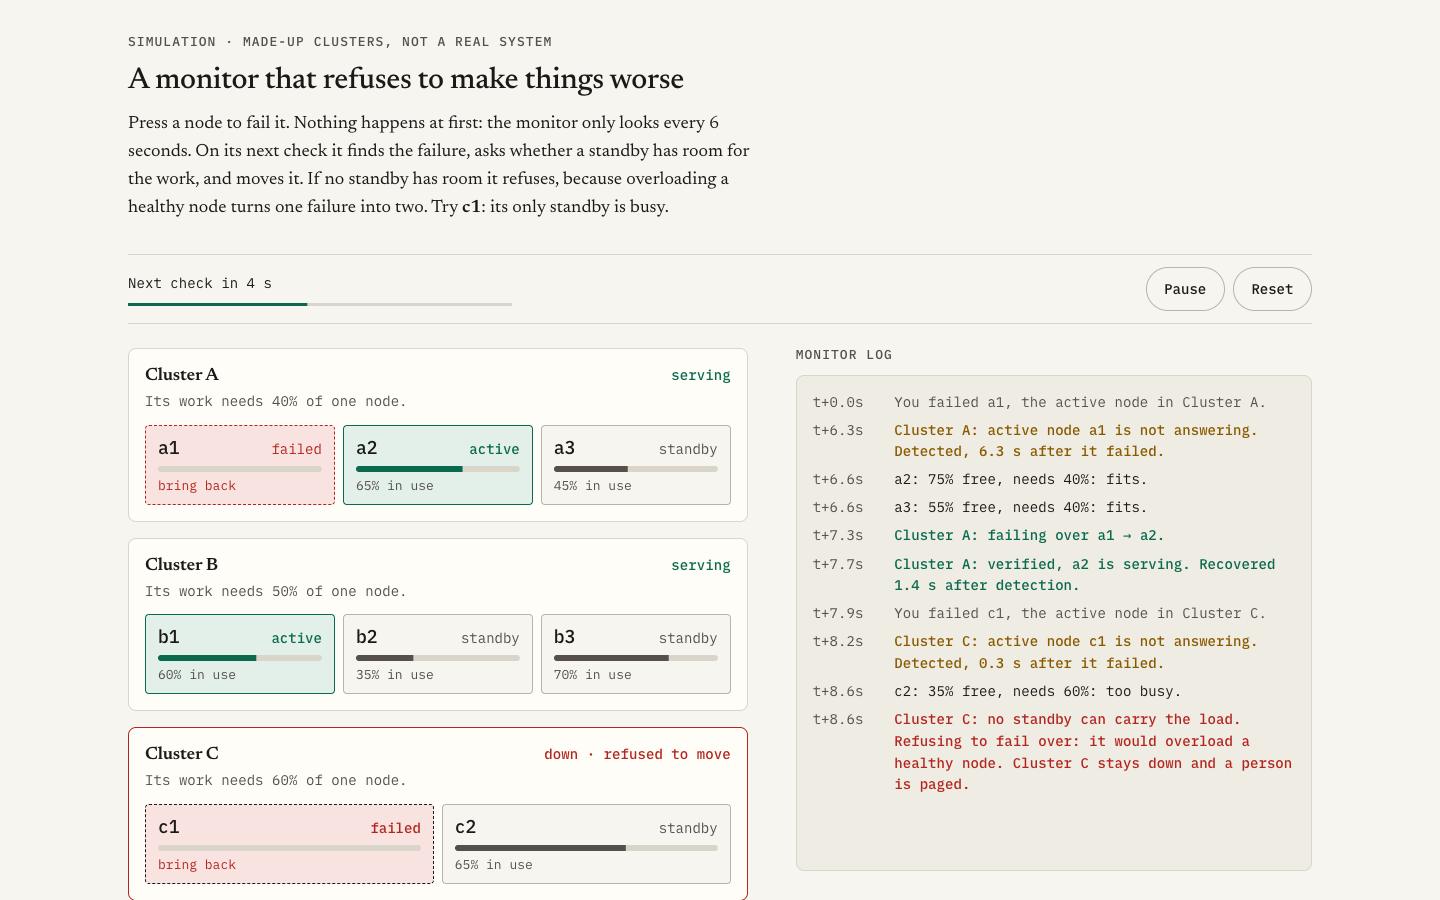 SIMULATION · MADE-UP CLUSTERS, NOT A REAL SYSTEM
A monitor that refuses to make things worse
Press a node to fail it. Nothing happens at first: the monitor only looks every 6
seconds. On its next check it finds the failure, asks whether a standby has room for
the work, and moves it. If no standby has room it refuses, because overloading a
healthy node turns one failure into two. Try c1: its only standby is busy.
Next check in 4 s
Pause
Reset
Cluster A
serving
Its work needs 40% of one node.
a1
failed
bring back
a2
active
65% in use
a3
standby
45% in use
Cluster B
serving
Its work needs 50% of one node.
b1
active
60% in use
b2
standby
35% in use
b3
standby
70% in use
Cluster C
down · refused to move
Its work needs 60% of one node.
c1
failed
bring back
c2
standby
65% in use
MONITOR LOG
t+0.0s You failed a1, the active node in Cluster A.
t+6.3s Cluster A: active node a1 is not answering.
Detected, 6.3 s after it failed.
t+6.6s a2: 75% free, needs 40%: fits.
t+6.6s a3: 55% free, needs 40%: fits.
t+7.3s Cluster A: failing over a1 → a2.
t+7.7s Cluster A: verified, a2 is serving. Recovered
1.4 s after detection.
t+7.9s You failed c1, the active node in Cluster C.
t+8.2s Cluster C: active node c1 is not answering.
Detected, 0.3 s after it failed.
t+8.6s c2: 35% free, needs 60%: too busy.
t+8.6s Cluster C: no standby can carry the load.
Refusing to fail over: it would overload a
healthy node. Cluster C stays down and a person
is paged.